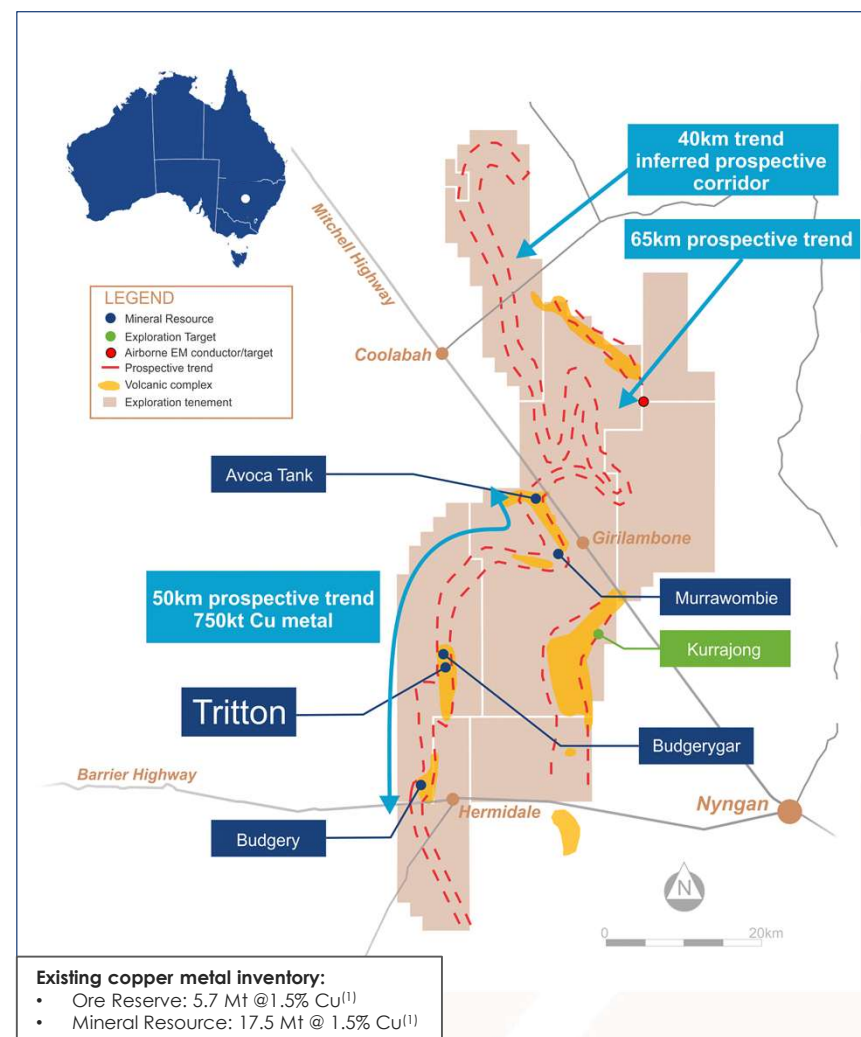 40km trend
inferred prospective
corridor
65km prospective trend
Mitchell Highway
LEGEND
Mineral Resource
Exploration Target
Airborne EM conductor/target
Prospective trend
Volcanic complex
Exploration tenement
Coolabah
Avoca Tank
Girilambone
50km prospective trend
750kt Cu metal
Murrawombie
Kurrajong
Tritton
Budgerygar
Barrier Highway
Nyngan
Hermidale
Budgery
N
0 20km
Existing copper metal inventory:
• Ore Reserve: 5.7 Mt @1.5% Cu(1)
• Mineral Resource: 17.5 Mt @ 1.5% Cu(1)